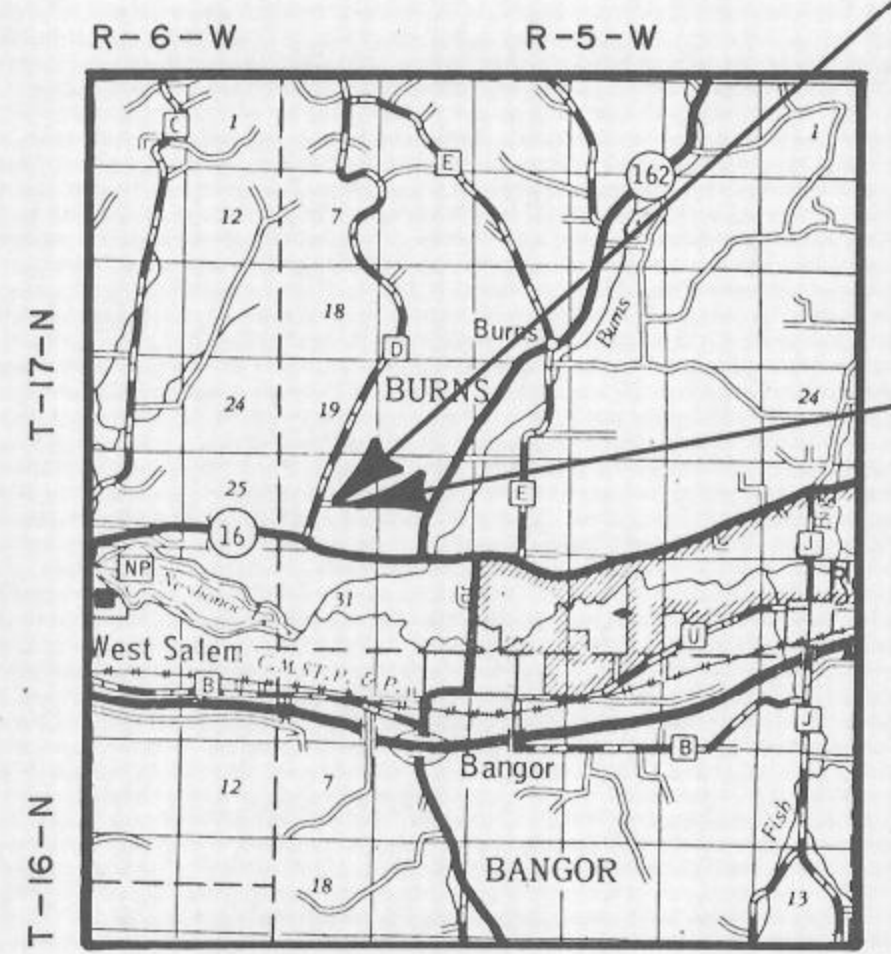 R-6-W R-5-W
C 1 E 162 1
12 7
T 17-N
18 Burns Burns
D
BURNS
24 19 24
25 E
16 J
NP Neshonoc
31
West Salem U
C.M.ST.P. & P.
B
J
Bangor B
12 7
T-16-N
Fish
BANGOR
18 13